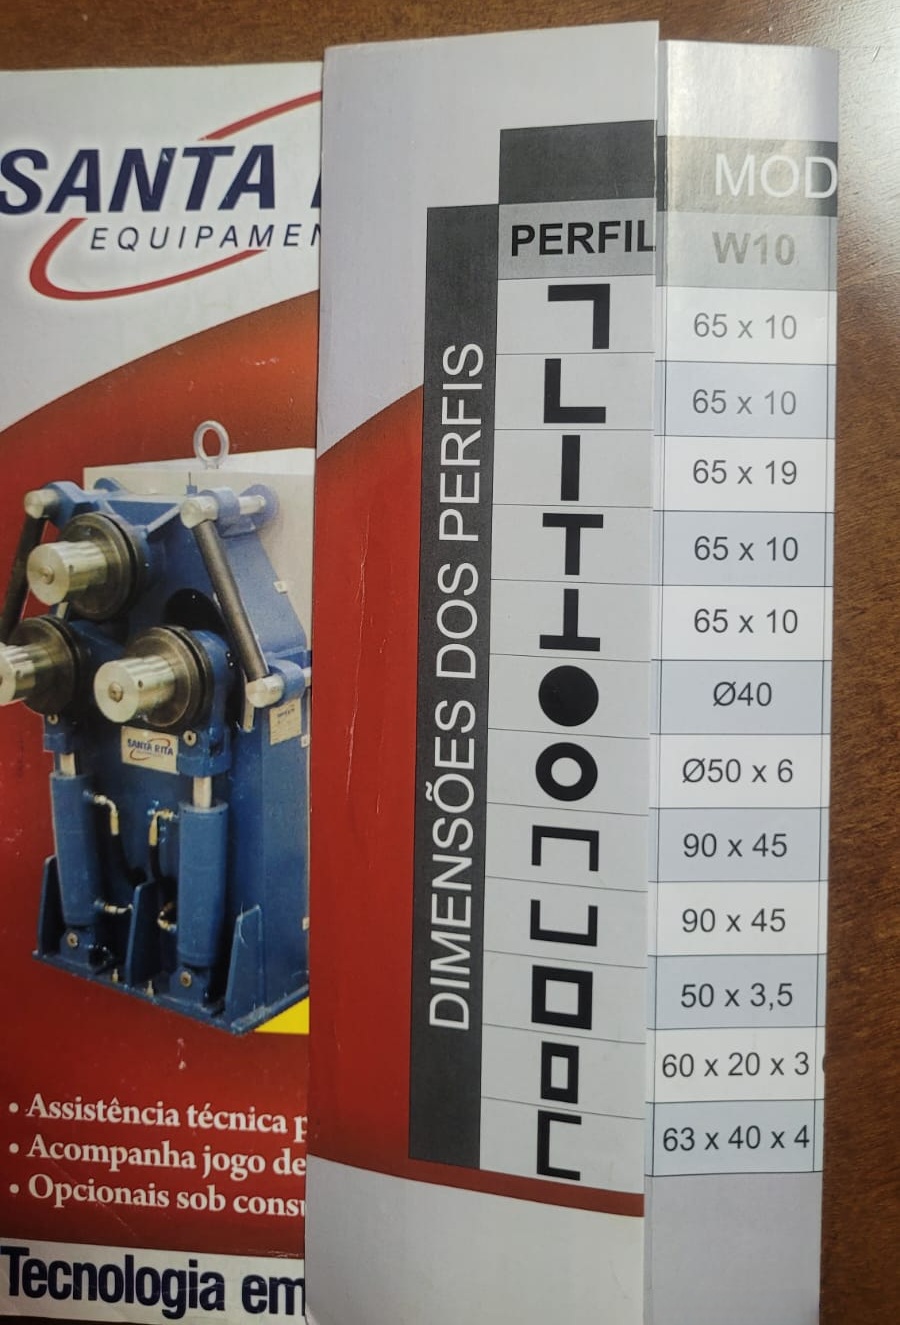 SANTA
EQUIPAMEN
SANTA RITA
• Assistência técnica p
• Acompanha jogo de
• Opcionais sob consu
Tecnologia em
DIMENSÕES DOS PERFIS
MOD
PERFIL W10
65 x 10
65 x 10
65 x 19
65 x 10
65 x 10
Ø40
Ø50 x 6
90 x 45
90 x 45
50 x 3,5
60 x 20 x 3
63 x 40 x 4